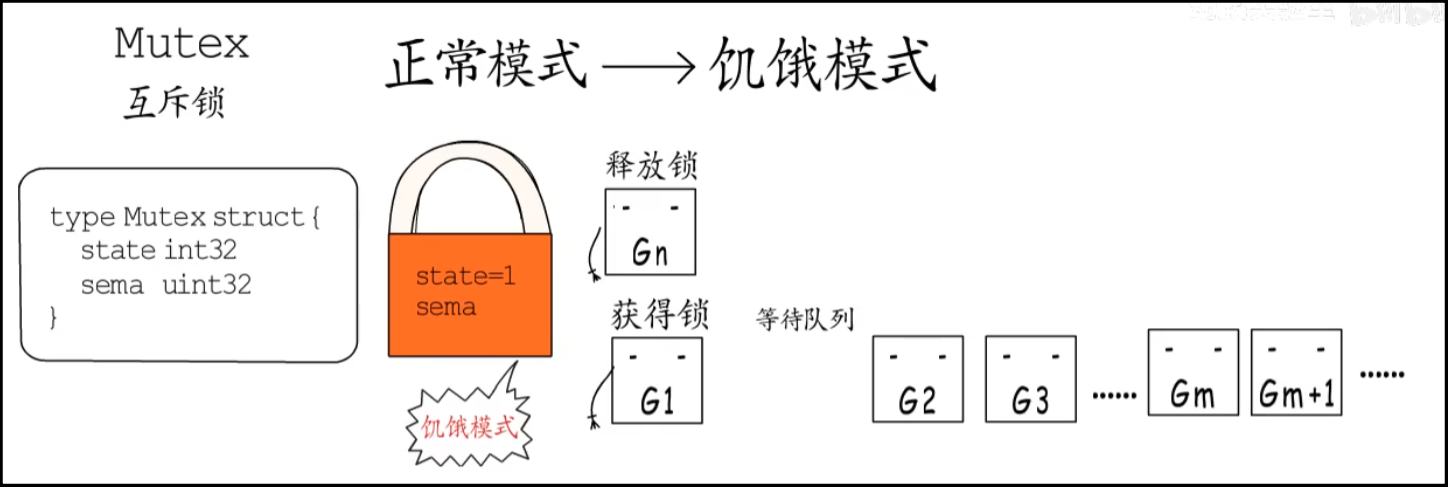 Mutex
互斥锁
正常模式 → 饥饿模式
type Mutex struct{
state int32
sema uint32
}
state=1
sema
饥饿模式
释放锁
Gn
获得锁
G1
等待队列
G2 G3 ...... Gm Gm+1 ......